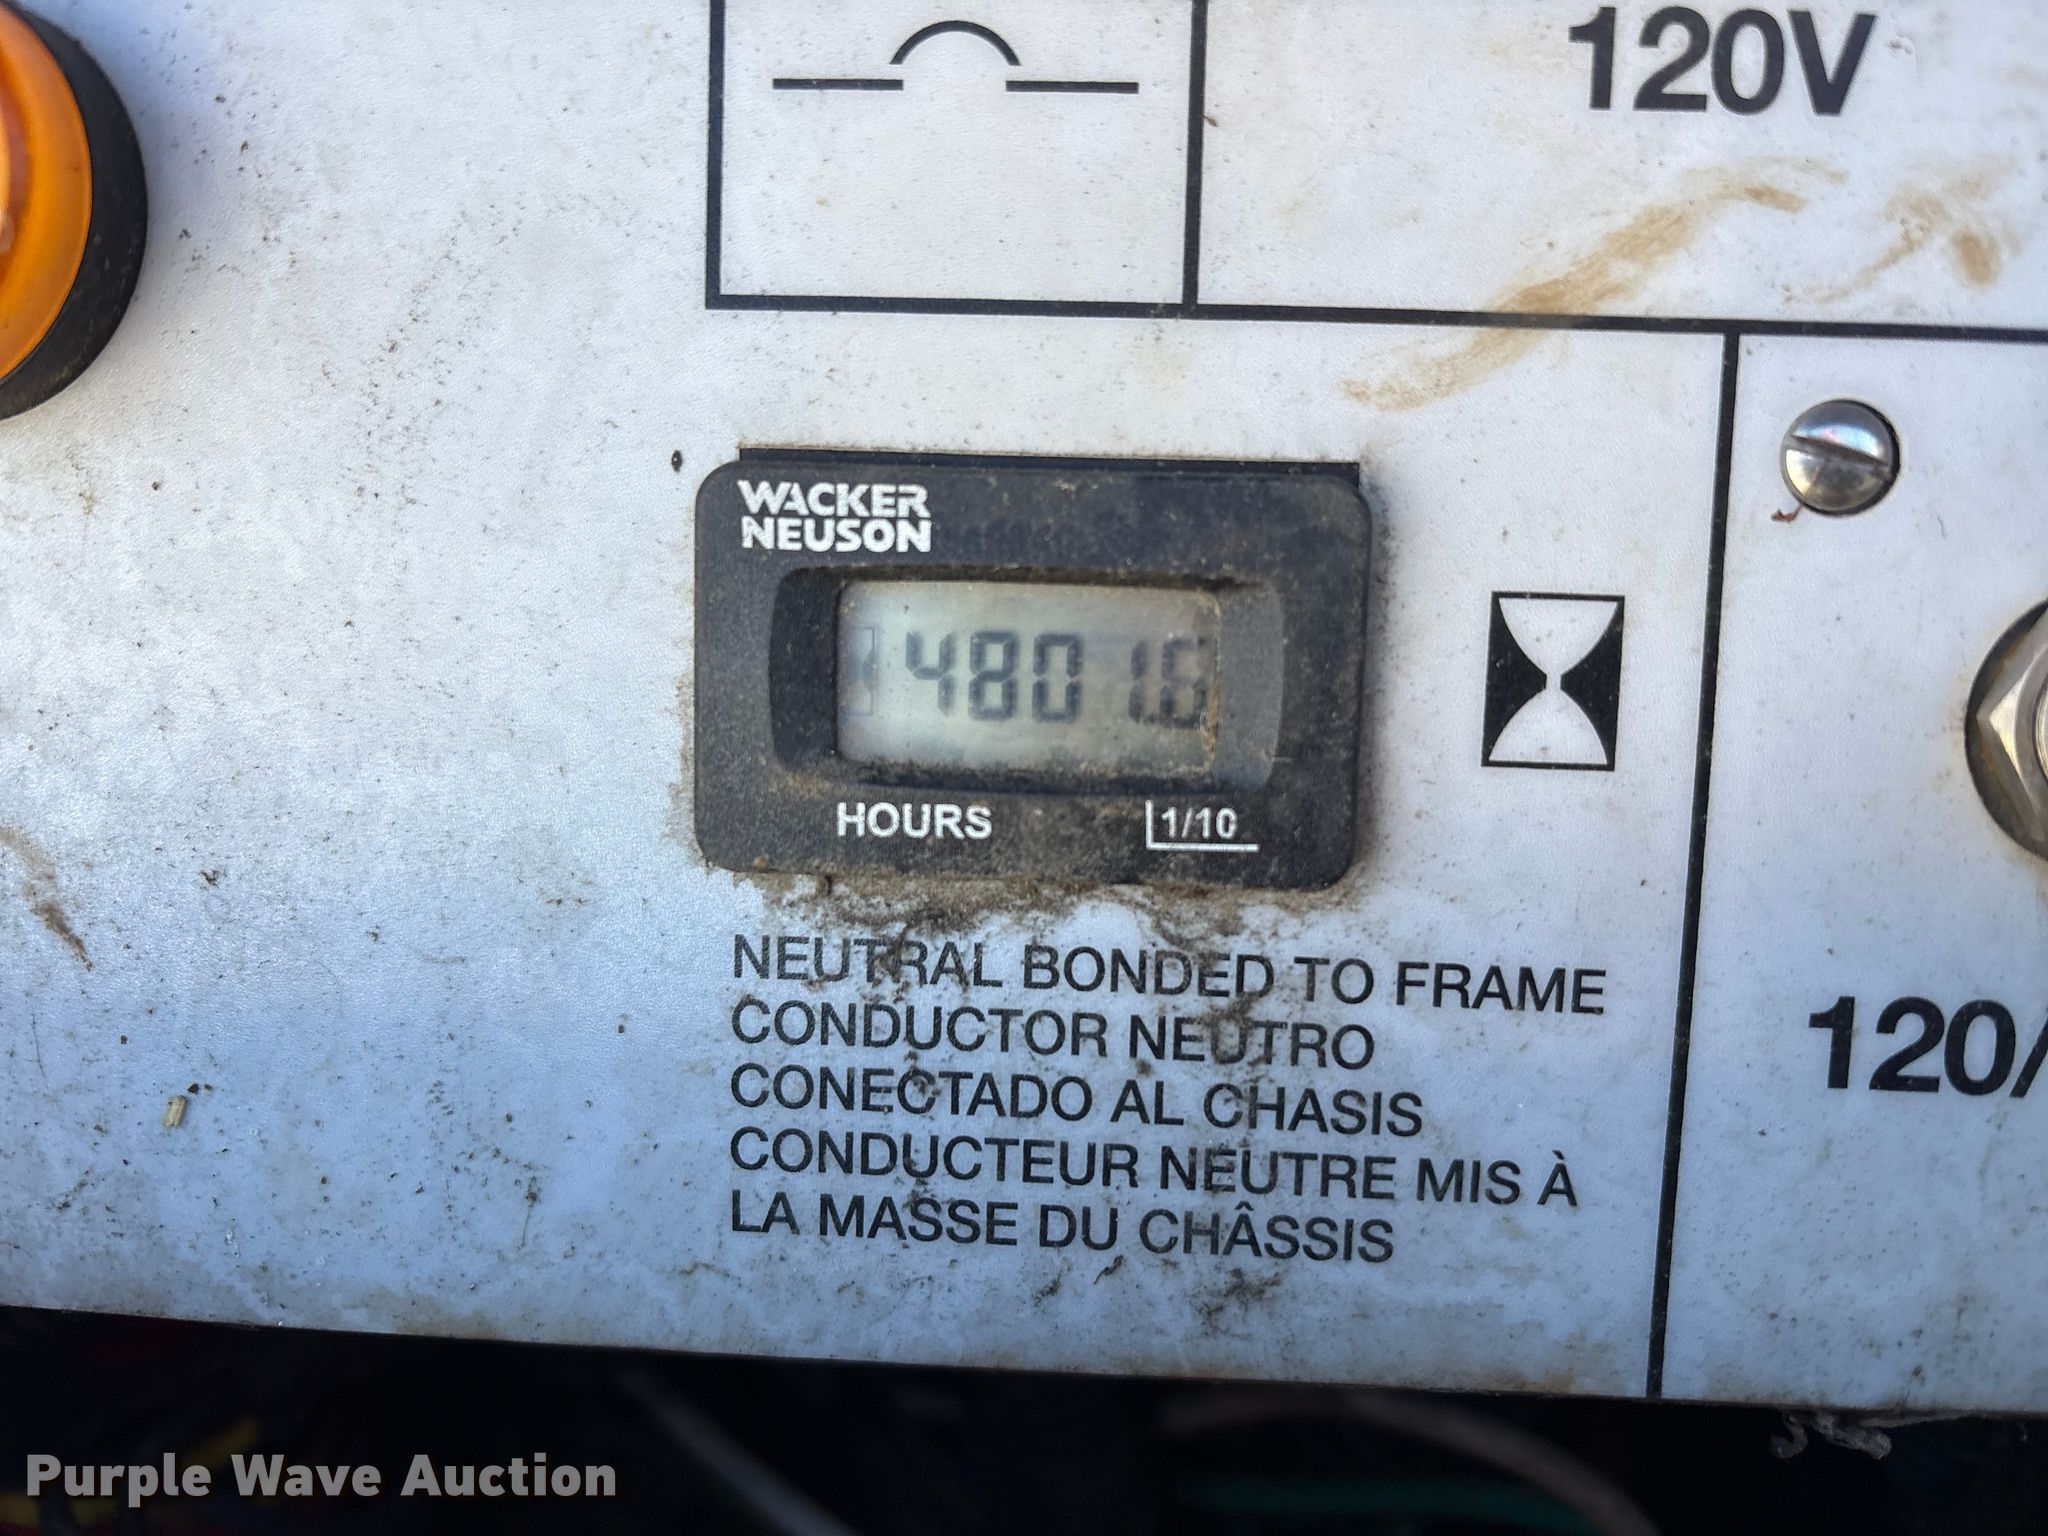 120V
WACKER
NEUSON
4801.6
HOURS
1/10
NEUTRAL BONDED TO FRAME
CONDUCTOR NEUTRO
CONECTADO AL CHASIS
CONDUCTEUR NEUTRE MIS À
LA MASSE DU CHÂSSIS
120/
Purple Wave Auction